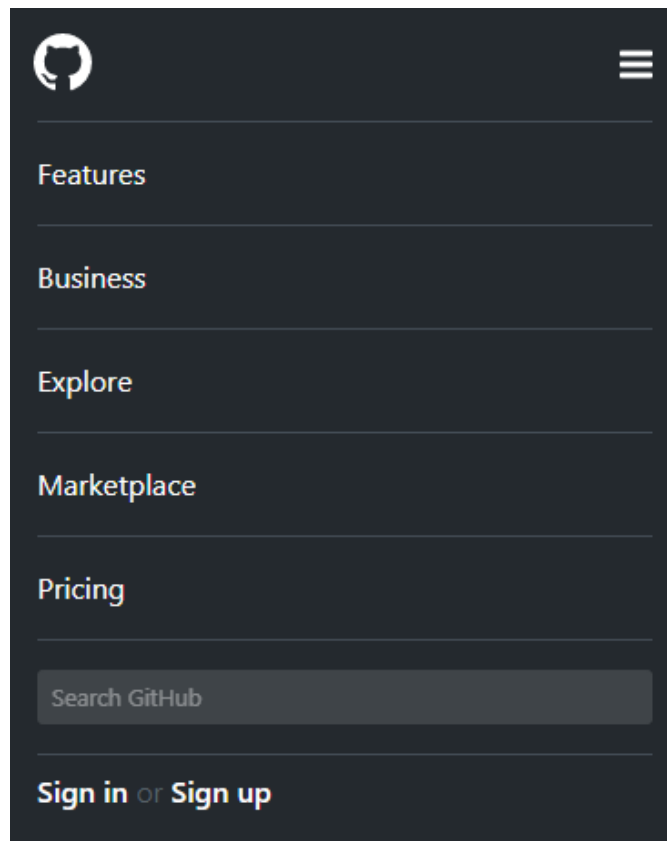 Features
Business
Explore
Marketplace
Pricing
Search GitHub
Sign in or Sign up